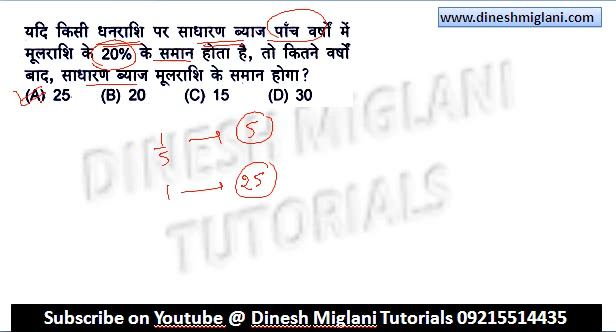 www.dineshmiglani.com
यदि किसी धनराशि पर साधारण ब्याज पाँच वर्षों में
मूलराशि के 20% के समान होता है, तो कितने वर्षों
बाद, साधारण ब्याज मूलराशि के समान होगा?
(A) 25 (B) 20 (C) 15 (D) 30
1/5 → 5
1 → 25
DINESH MIGLANI
TUTORIALS
Subscribe on Youtube @ Dinesh Miglani Tutorials 09215514435